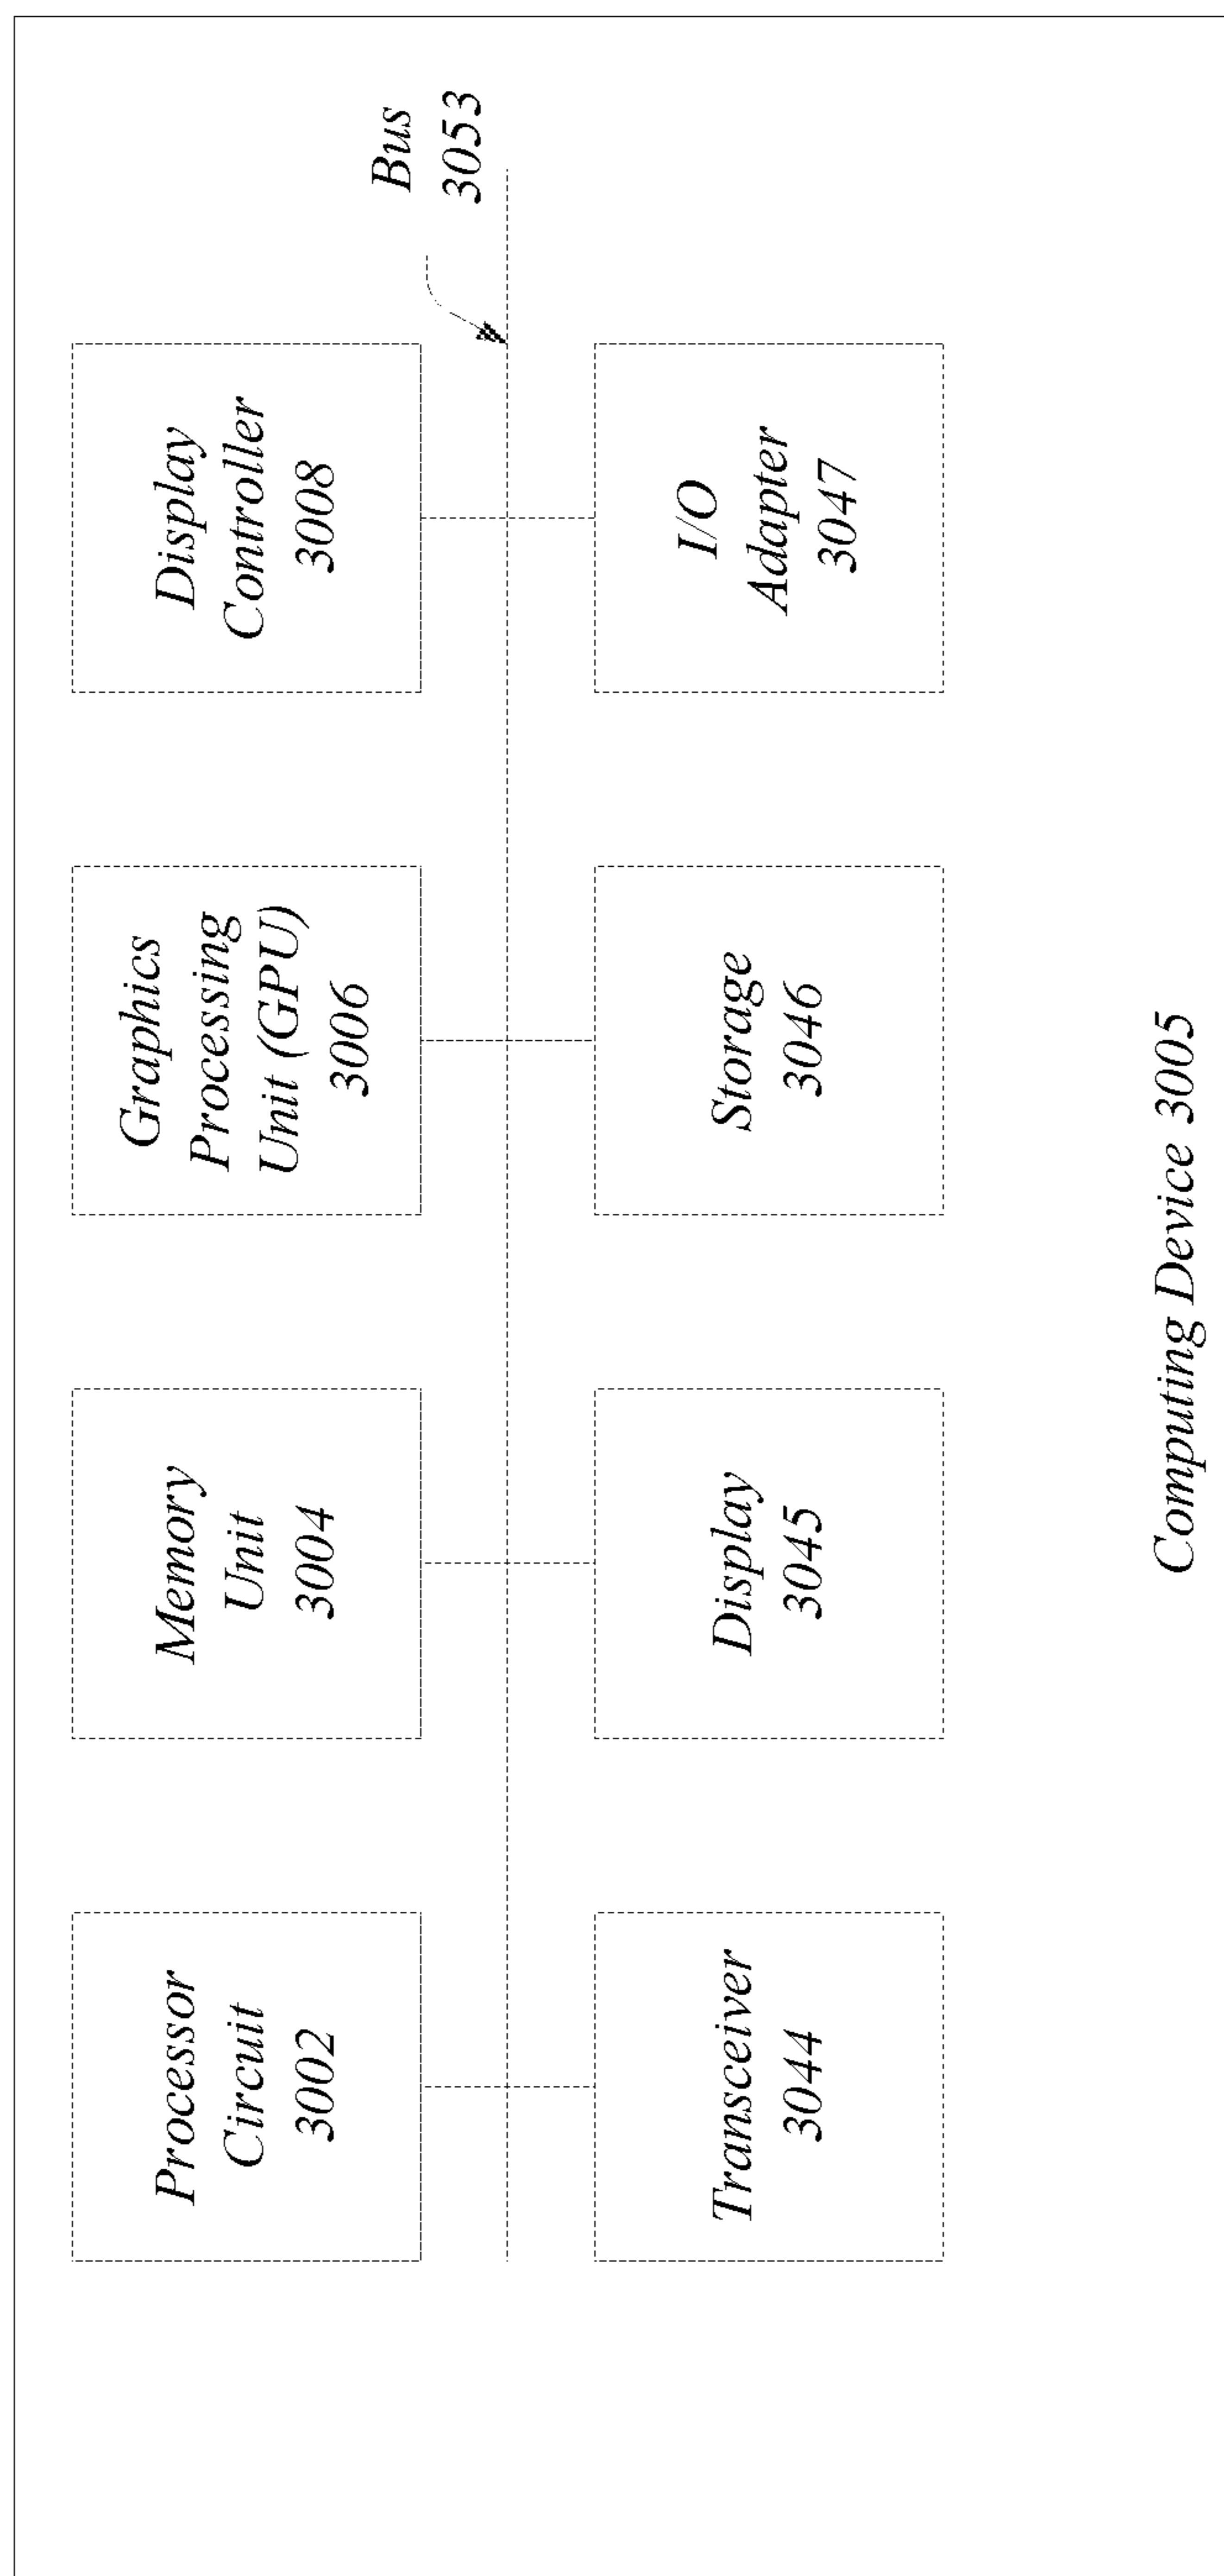 Processor
Circuit
3002
Memory
Unit
3004
Graphics
Processing
Unit (GPU)
3006
Display
Controller
3008
Bus
3053
Transceiver
3044
Display
3045
Storage
3046
I/O
Adapter
3047
Computing Device 3005